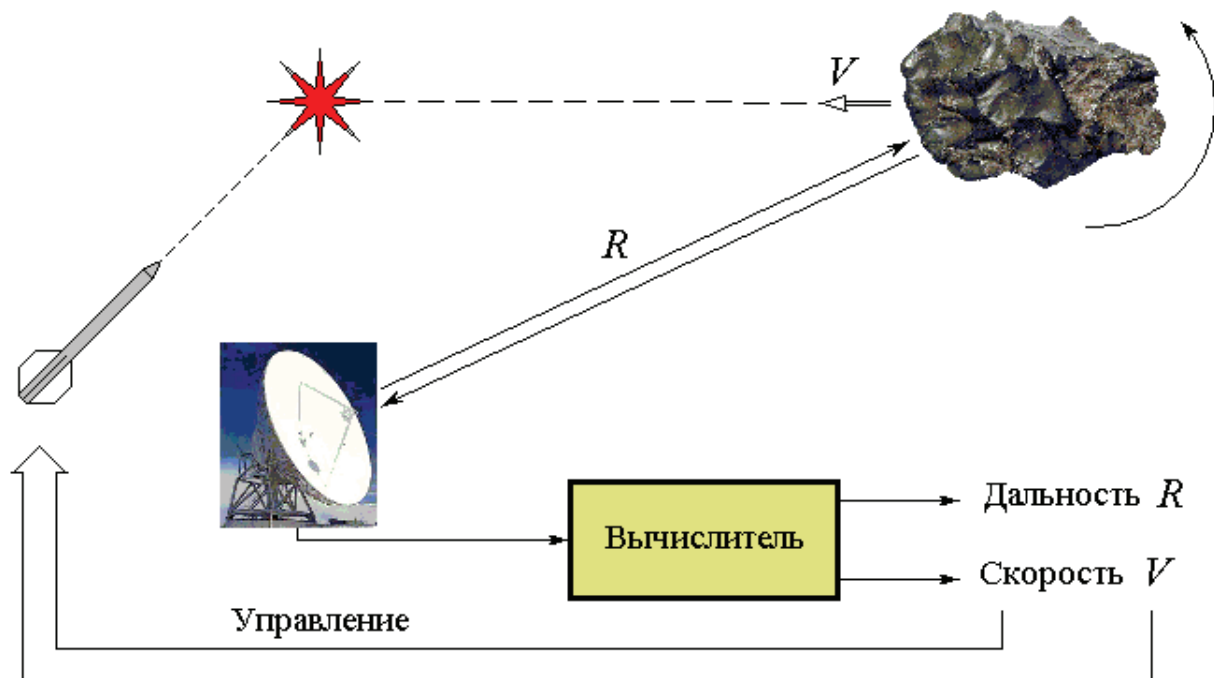 V
R
Вычислитель
Дальность R
Скорость V
Управление